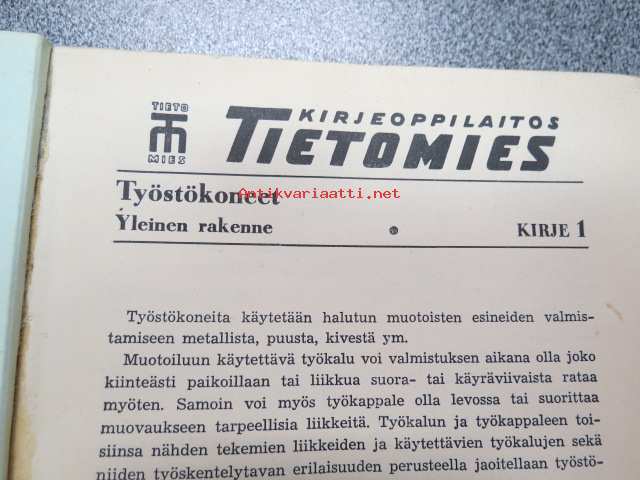 TIETO
MIES
KIRJEOPPILAITOS
TIETOMIES
Työstökoneet
Antikvariaatti.net
Yleinen rakenne
KIRJE 1
Työstökoneita käytetään halutun muotoisten esineiden valmis-
tamiseen metallista, puusta, kivestä ym.
Muotoiluun käytettävä työkalu voi valmistuksen aikana olla joko
kiinteästi paikoillaan tai liikkua suora- tai käyräviivaista rataa
myöten. Samoin voi myös työkappale olla levossa tai suorittaa
muovaukseen tarpeellisia liikkeitä. Työkalun ja työkappaleen toi-
siinsa nähden tekemien liikkeiden ja käytettävien työkalujen sekä
niiden työskentelytavan erilaisuuden perusteella jaoitellaan työstö-